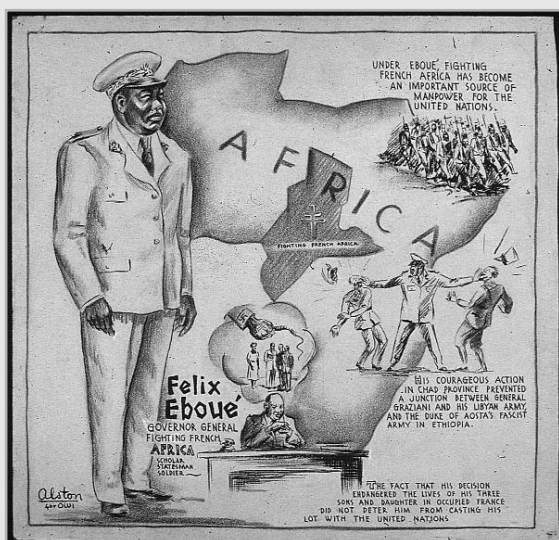 UNDER EBOUÉ, FIGHTING
FRENCH AFRICA HAS BECOME
AN IMPORTANT SOURCE OF
MANPOWER FOR THE
UNITED NATIONS.
AFRICA
FIGHTING FRENCH AFRICA
HIS COURAGEOUS ACTION
IN CHAD PROVINCE PREVENTED
A JUNCTION BETWEEN GENERAL
GRAZIANI AND HIS LIBYAN ARMY,
AND THE DUKE OF AOSTA'S FASCIST
ARMY IN ETHIOPIA.
Felix
Eboué
GOVERNOR GENERAL
FIGHTING FRENCH
AFRICA
SCHOLAR
STATESMAN
SOLDIER
THE FACT THAT HIS DECISION
ENDANGERED THE LIVES OF HIS THREE
SONS AND DAUGHTER IN OCCUPIED FRANCE
DID NOT DETER HIM FROM CASTING HIS
LOT WITH THE UNITED NATIONS
Alston
for OWI